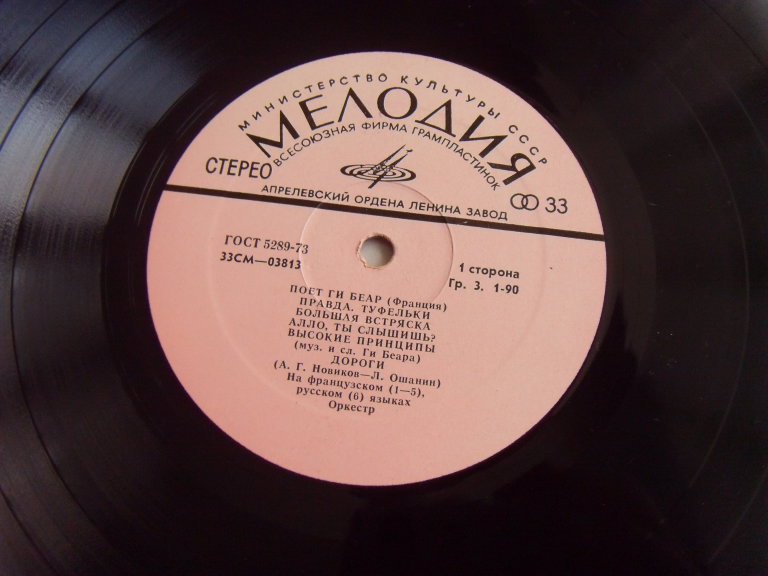 МИНИСТЕРСТВО КУЛЬТУРЫ СССР
МЕЛОДИЯ
ВСЕСОЮЗНАЯ ФИРМА ГРАМПЛАСТИНОК
СТЕРЕО
33
АПРЕЛЕВСКИЙ ОРДЕНА ЛЕНИНА ЗАВОД
ГОСТ 5289-73
33СМ—03813
1 сторона
Гр. 3. 1-90
ПОЕТ ГИ БЕАР (Франция)
ПРАВДА. ТУФЕЛЬКИ
БОЛЬШАЯ ВСТРЯСКА
АЛЛО, ТЫ СЛЫШИШЬ?
ВЫСОКИЕ ПРИНЦИПЫ
(муз. и сл. Ги Беара)
ДОРОГИ
(А. Г. Новиков—Л. Ошанин)
На французском (1—5),
русском (6) языках
Оркестр